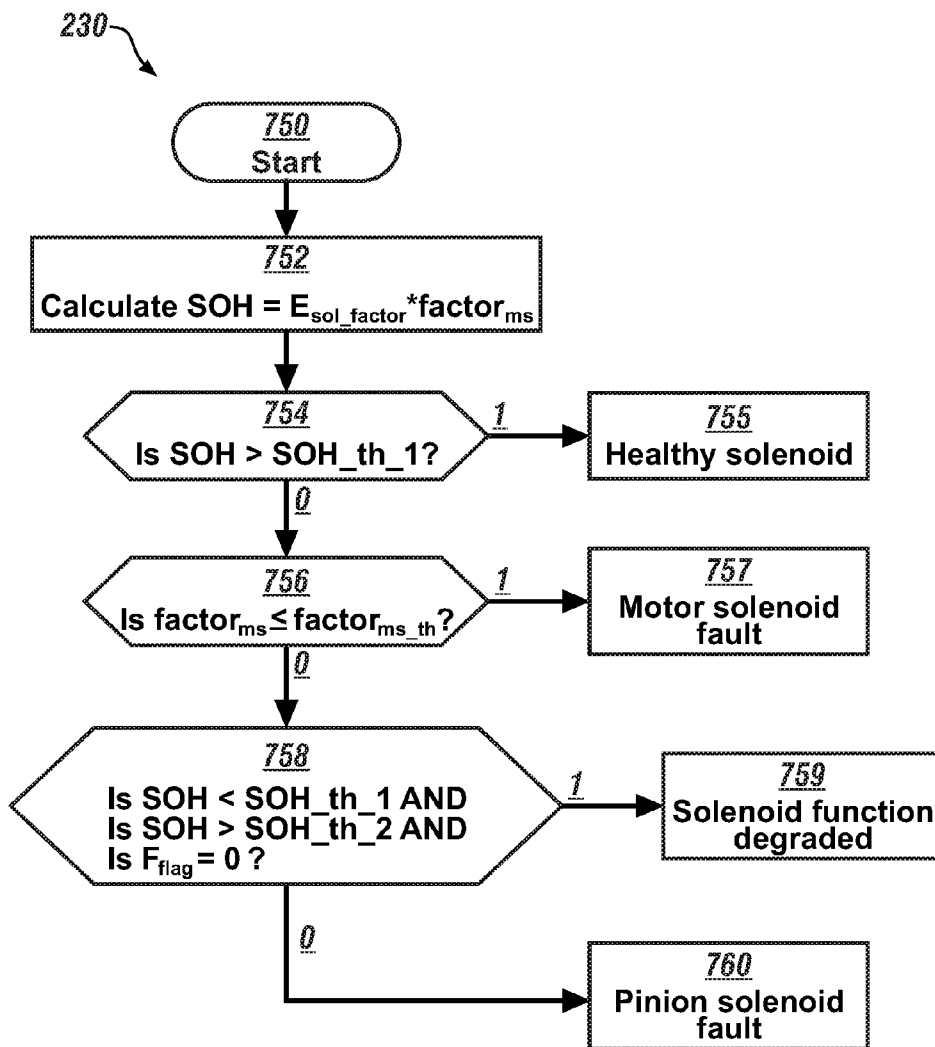 230
750
Start
752
Calculate SOH = E_sol_factor*factor_ms
754
Is SOH > SOH_th_1?
1
755
Healthy solenoid
0
756
Is factor_ms ≤ factor_ms_th?
1
757
Motor solenoid
fault
0
758
Is SOH < SOH_th_1 AND
Is SOH > SOH_th_2 AND
Is F_flag = 0 ?
1
759
Solenoid function
degraded
0
760
Pinion solenoid
fault